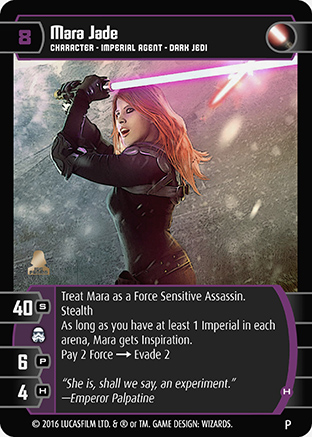 8
Mara Jade
CHARACTER - IMPERIAL AGENT - DARK JEDI
40 S
Treat Mara as a Force Sensitive Assassin.
Stealth
As long as you have at least 1 Imperial in each
arena, Mara gets Inspiration.
6 P
Pay 2 Force → Evade 2
4 H
“She is, shall we say, an experiment.”
—Emperor Palpatine
H
© 2016 LUCASFILM LTD. & ® or TM. GAME DESIGN: WIZARDS.
P